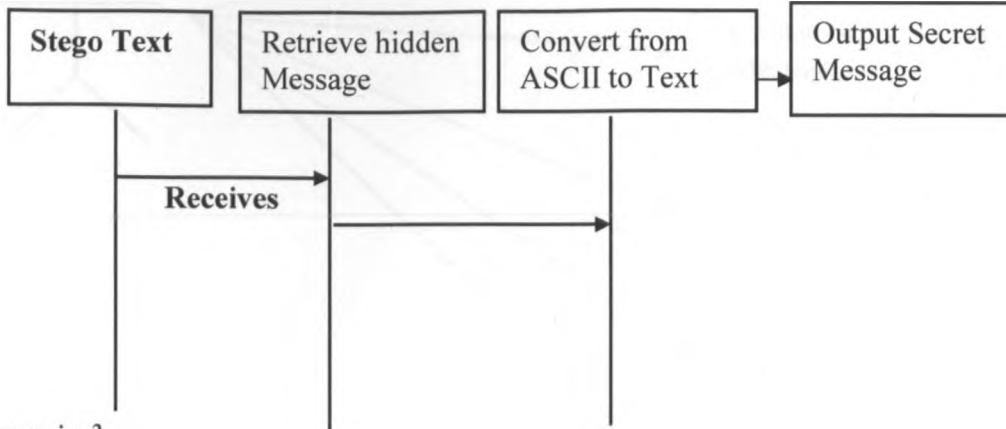 Stego Text
Retrieve hidden
Message
Convert from
ASCII to Text
Output Secret
Message
Receives